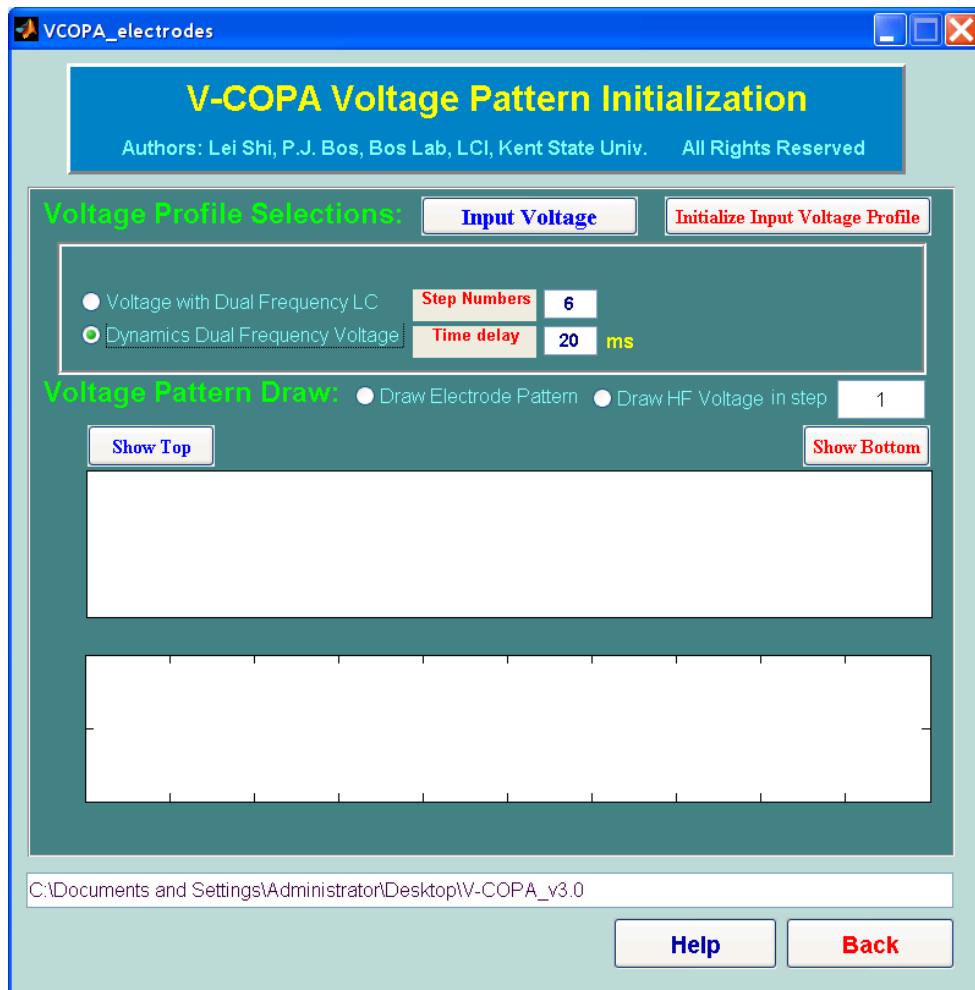 VCOPA_electrodes
V-COPA Voltage Pattern Initialization
Authors: Lei Shi, P.J. Bos, Bos Lab, LCI, Kent State Univ. All Rights Reserved
Voltage Profile Selections: Input Voltage Initialize Input Voltage Profile
Voltage with Dual Frequency LC Step Numbers 6
Dynamics Dual Frequency Voltage Time delay 20 ms
Voltage Pattern Draw: Draw Electrode Pattern Draw HF Voltage in step 1
Show Top Show Bottom
C:\Documents and Settings\Administrator\Desktop\V-COPA_v3.0
Help Back